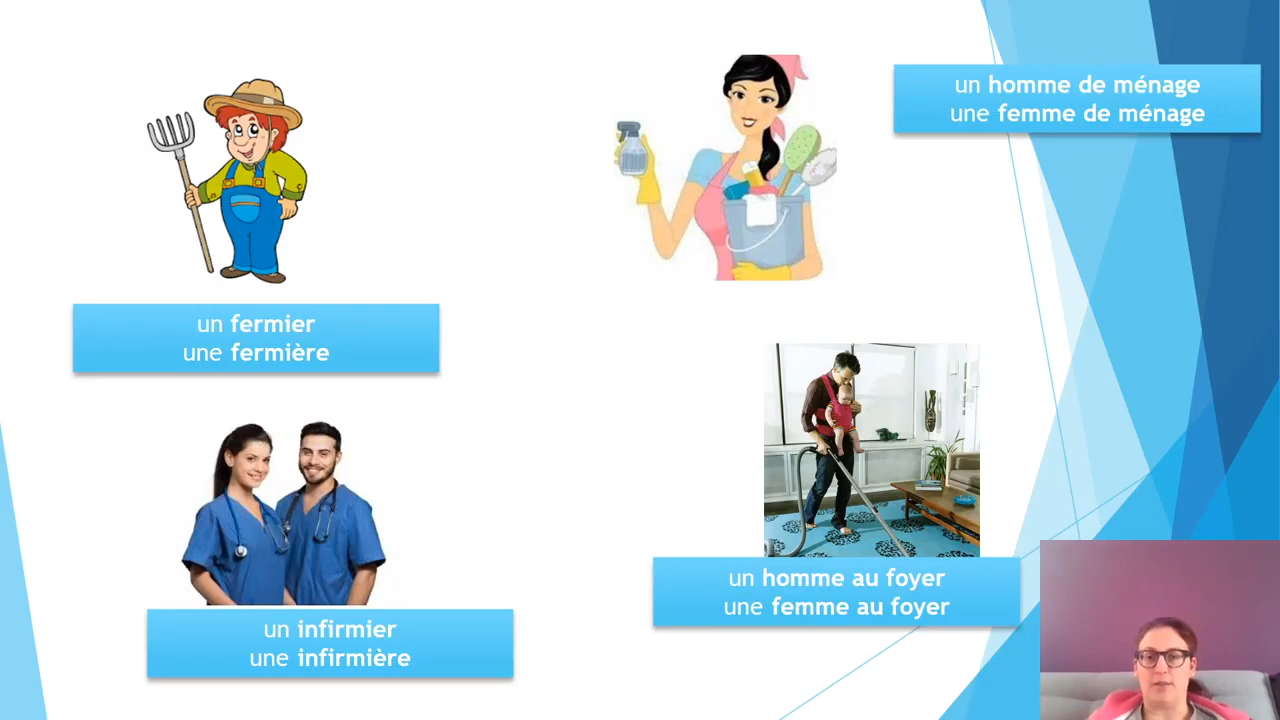 un homme de ménage
une femme de ménage
un fermier
une fermière
un homme au foyer
une femme au foyer
un infirmier
une infirmière